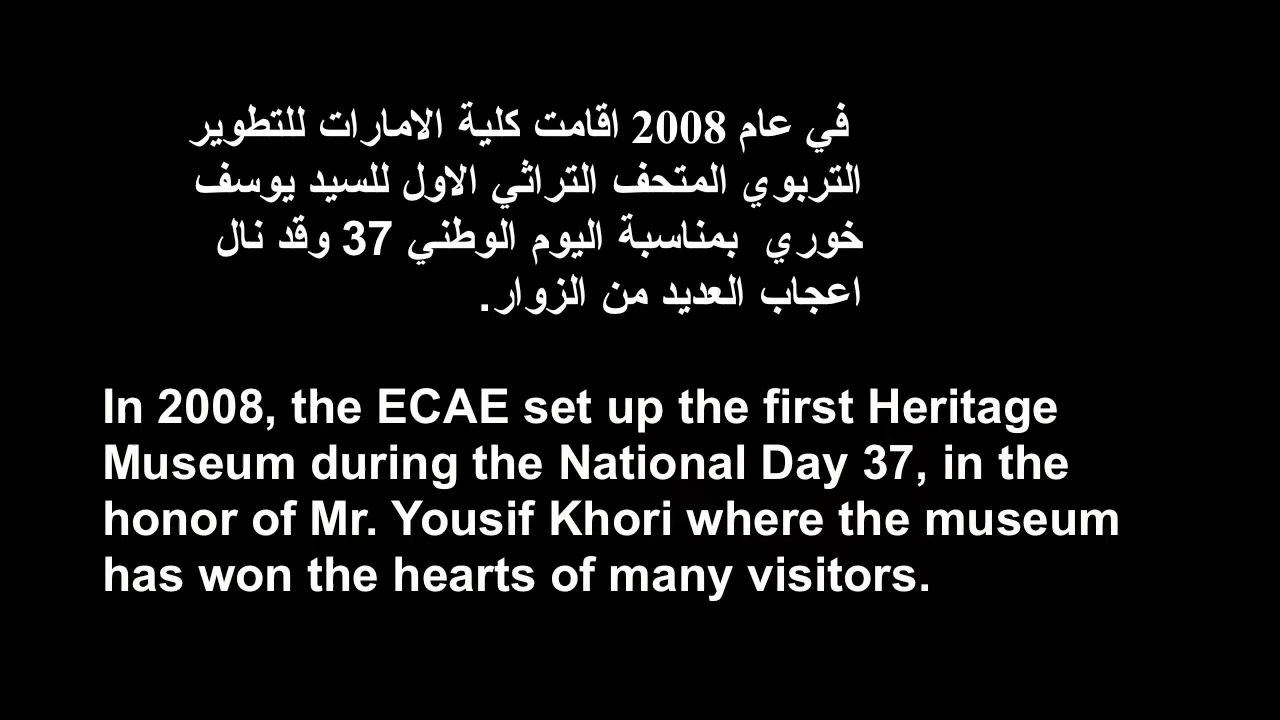 في عام 2008 اقامت كلية الامارات للتطوير
التربوي المتحف التراثي الاول للسيد يوسف
خوري بمناسبة اليوم الوطني 37 وقد نال
اعجاب العديد من الزوار.
In 2008, the ECAE set up the first Heritage
Museum during the National Day 37, in the
honor of Mr. Yousif Khori where the museum
has won the hearts of many visitors.